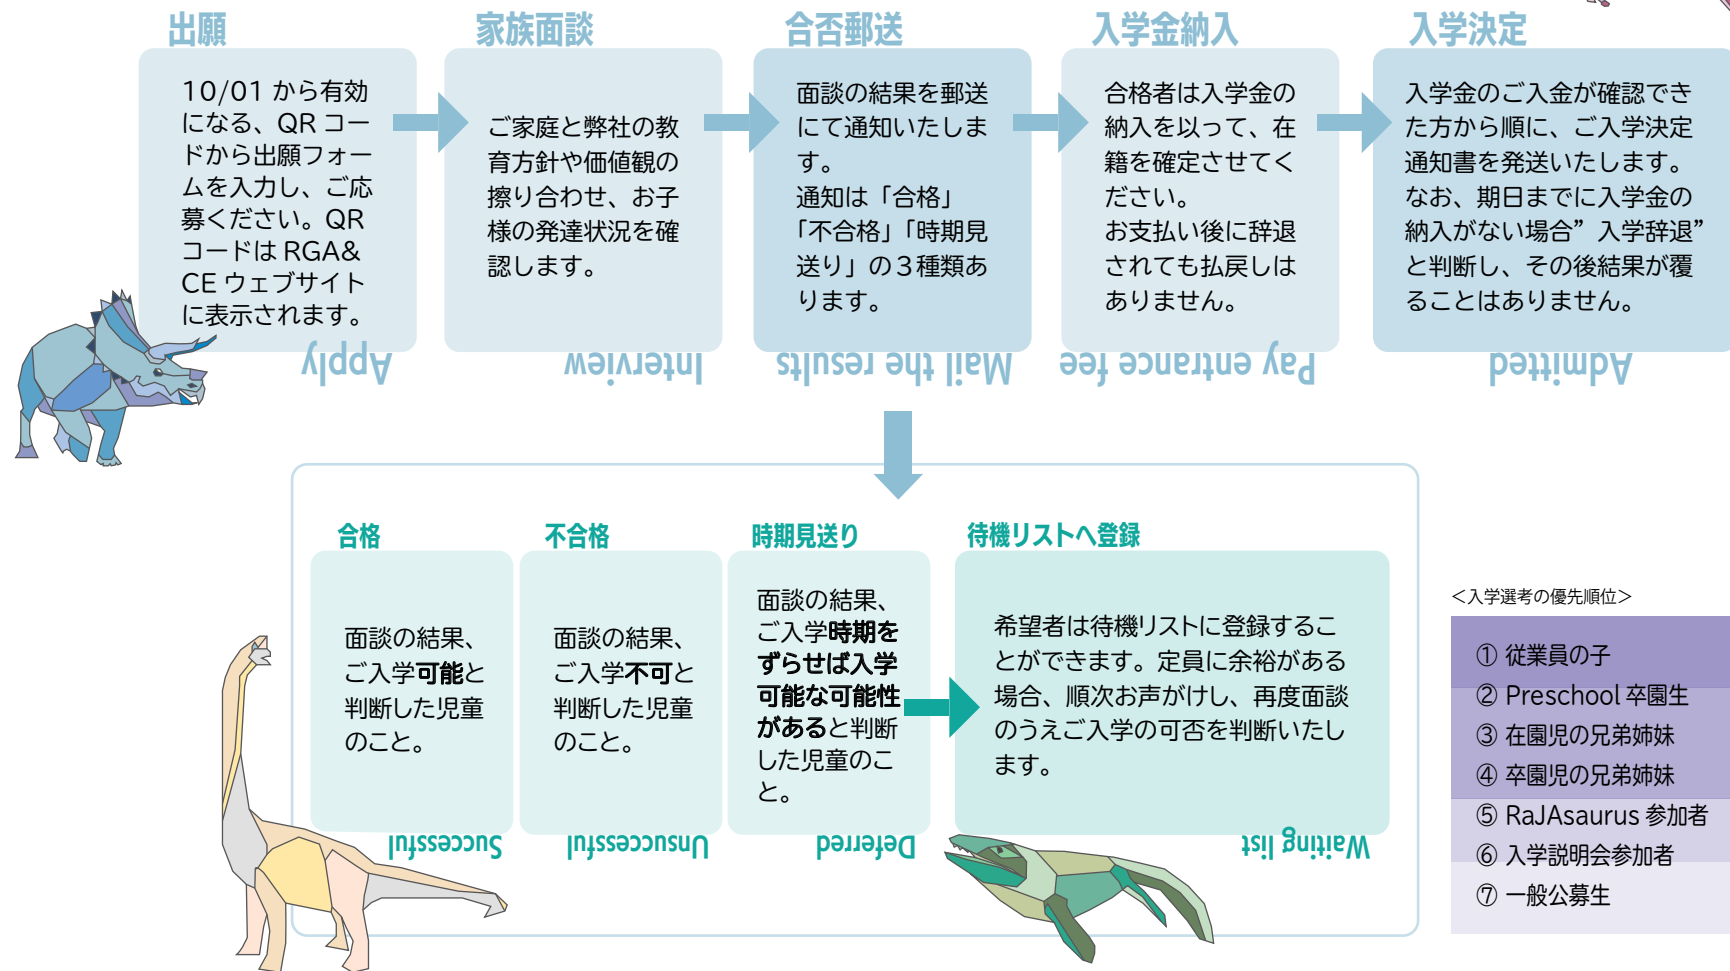 出願
10/01 から有効
になる、QR コー
ドから出願フォー
ムを入力し、ご応
募ください。QR
コードは RGA&
CE ウェブサイト
に表示されます。
Apply
家族面談
ご家庭と弊社の教
育方針や価値観の
擦り合わせ、お子
様の発達状況を確
認します。
Interview
合否郵送
面談の結果を郵送
にて通知いたしま
す。
通知は「合格」
「不合格」「時期見
送り」の３種類あ
ります。
Mail the results
入学金納入
合格者は入学金の
納入を以って、在
籍を確定させてく
ださい。
お支払い後に辞退
されても払戻しは
ありません。
Pay entrance fee
入学決定
入学金のご入金が確認でき
た方から順に、ご入学決定
通知書を発送いたします。
なお、期日までに入学金の
納入がない場合”入学辞退”
と判断し、その後結果が覆
ることはありません。
Admitted
合格
面談の結果、
ご入学可能と
判断した児童
のこと。
Successful
不合格
面談の結果、
ご入学不可と
判断した児童
のこと。
Unsuccessful
時期見送り
面談の結果、
ご入学時期を
ずらせば入学
可能な可能性
があると判断
した児童のこ
と。
Deferred
待機リストへ登録
希望者は待機リストに登録するこ
とができます。定員に余裕がある
場合、順次お声がけし、再度面談
のうえご入学の可否を判断いたし
ます。
Waiting list
＜入学選考の優先順位＞
① 従業員の子
② Preschool 卒園生
③ 在園児の兄弟姉妹
④ 卒園児の兄弟姉妹
⑤ RaJAsaurus 参加者
⑥ 入学説明会参加者
⑦ 一般公募生